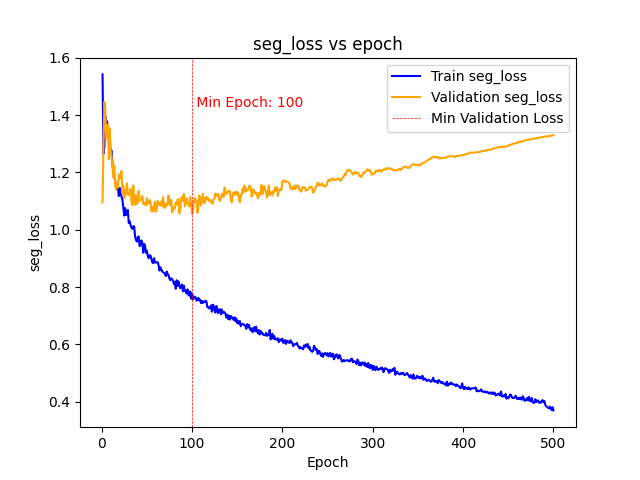 seg_loss vs epoch
1.6
1.4
1.2
1.0
0.8
0.6
0.4
seg_loss
Min Epoch: 100
Train seg_loss
Validation seg_loss
Min Validation Loss
0 100 200 300 400 500
Epoch